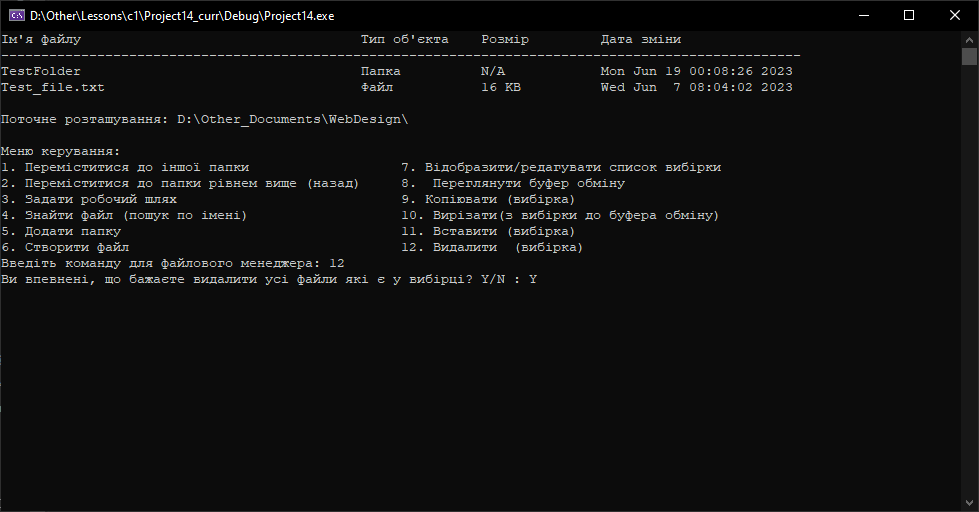 D:\Other\Lessons\c1\Project14_curr\Debug\Project14.exe
Ім'я файлу Тип об'єкта Розмір Дата зміни
----------------------------------------------------------------------------------------------------
TestFolder Папка N/A Mon Jun 19 00:08:26 2023
Test_file.txt Файл 16 KB Wed Jun  7 08:04:02 2023
Поточне розташування: D:\Other_Documents\WebDesign\
Меню керування:
1. Переміститися до іншої папки 7. Відобразити/редагувати список вибірки
2. Переміститися до папки рівнем вище (назад) 8.  Переглянути буфер обміну
3. Задати робочий шлях 9. Копіювати (вибірка)
4. Знайти файл (пошук по імені) 10. Вирізати(з вибірки до буфера обміну)
5. Додати папку 11. Вставити (вибірка)
6. Створити файл 12. Видалити  (вибірка)
Введіть команду для файлового менеджера: 12
Ви впевнені, що бажаєте видалити усі файли які є у вибірці? Y/N : Y